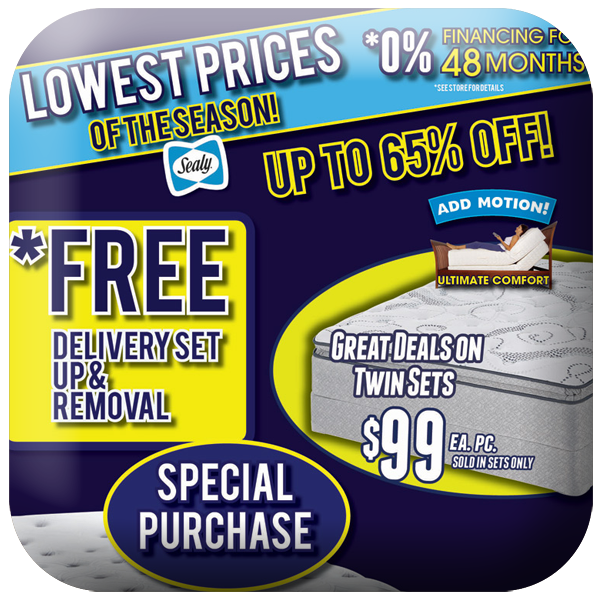 LOWEST PRICES
OF THE SEASON!
*0%
FINANCING
48 MONTHS
*SEE STORE FOR DETAILS
Sealy
UP TO 65% OFF!
ADD MOTION!
ULTIMATE COMFORT
*FREE
DELIVERY SET
UP &
REMOVAL
GREAT DEALS ON
TWIN SETS
$99 EA. PC.
SOLD IN SETS ONLY
SPECIAL
PURCHASE